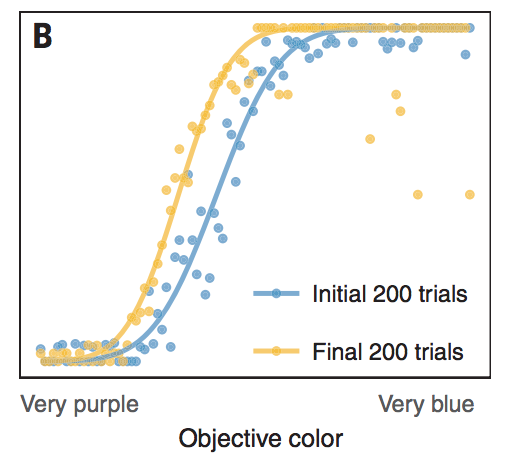 B
Initial 200 trials
Final 200 trials
Very purple Very blue
Objective color